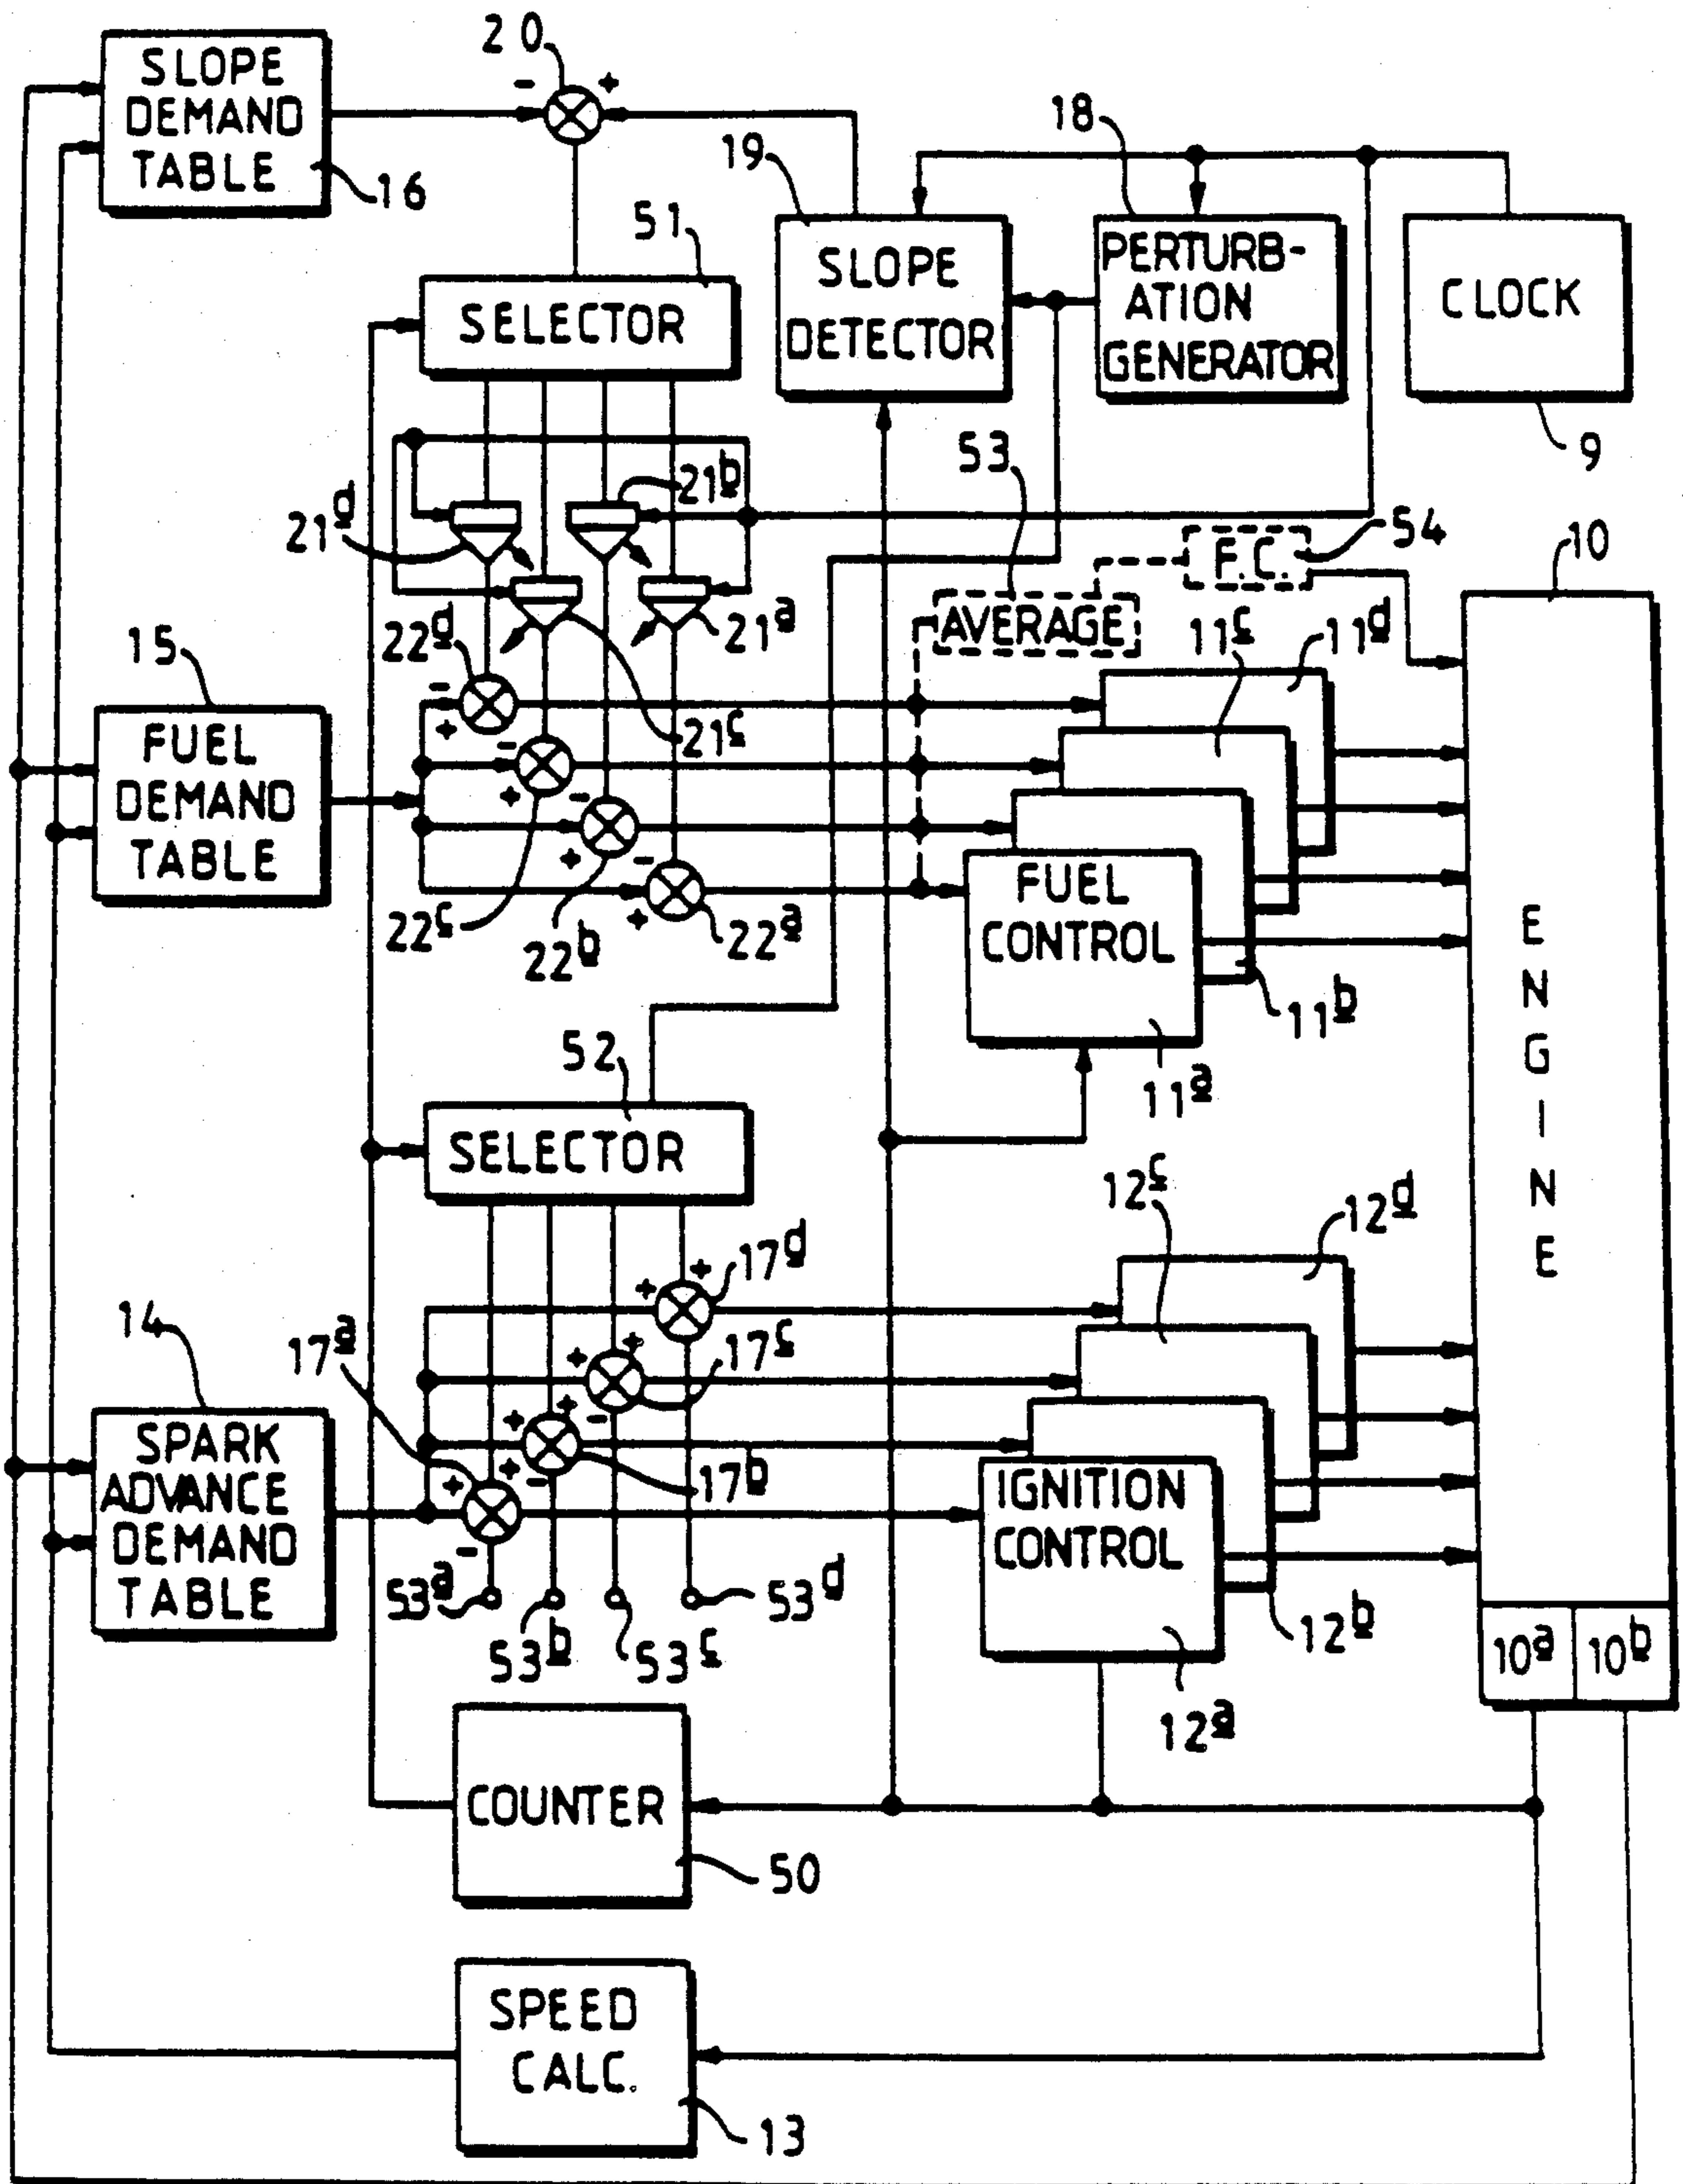 20
- +
SLOPE
DEMAND
TABLE
16
18
19
51
SELECTOR
SLOPE
DETECTOR
PERTURB-
ATION
GENERATOR
CLOCK
9
53
54
10
21d
21b
F.C.
AVERAGE
21a
11c
11d
22d
15
- +
21c
FUEL
DEMAND
TABLE
- +
- +
- +
22c
22b
22a
FUEL
CONTROL
11b
11a
ENGINE
52
SELECTOR
12c
12d
17d
+ +
14
17a
17c
+ +
-
+ +
-
+ +
-
17b
SPARK
ADVANCE
DEMAND
TABLE
IGNITION
CONTROL
53a
53b
53c
53d
12b
12a
10a
10b
COUNTER
50
SPEED
CALC.
13